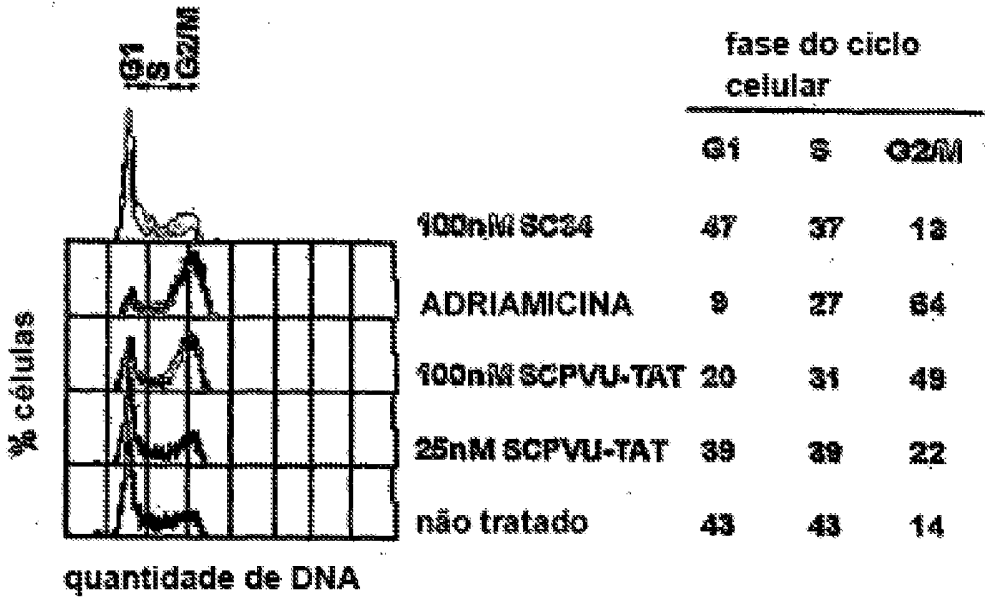 G1
S
G2/M
fase do ciclo
celular
G1 S G2/M
100nM SC34 47 37 13
ADRIAMICINA 9 27 64
100nM SCPVU-TAT 20 31 49
25nM SCPVU-TAT 39 39 22
não tratado 43 43 14
% células
quantidade de DNA